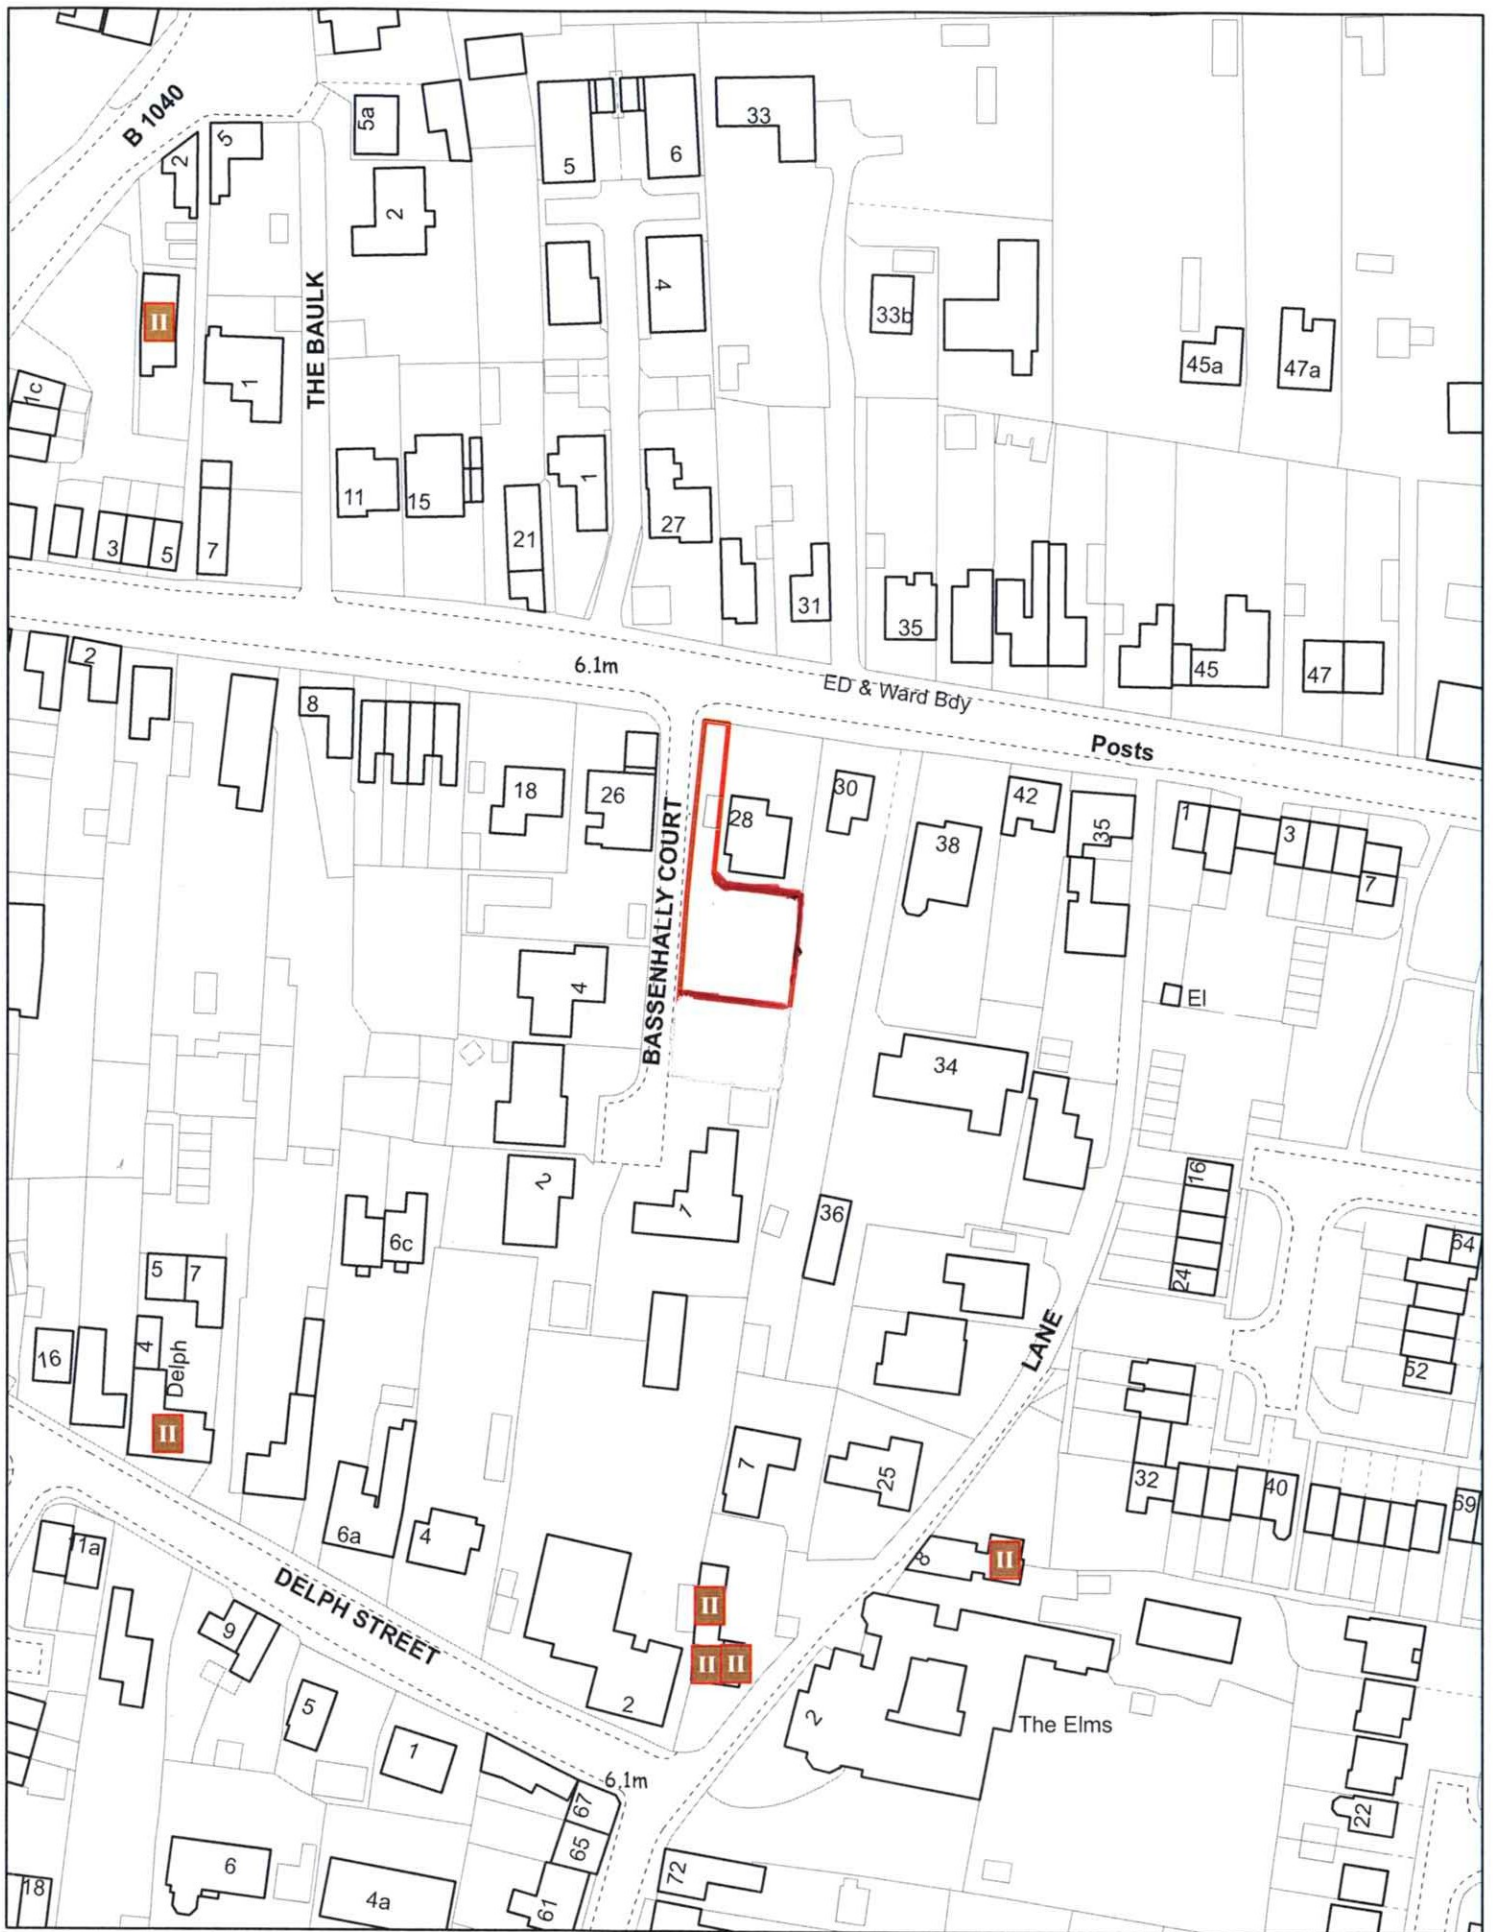 B 1040
5a
33
2
5
5
6
2
THE BAULK
4
II
33b
45a
47a
1c
1
1
11
15
27
21
3
5
7
31
35
45
47
2
6.1m
ED & Ward Bdy
Posts
8
18
26
28
30
42
35
1
3
38
7
BASSENHALLY COURT
4
El
34
2
1
36
16
6c
24
64
5
7
4
Delph
16
LANE
52
II
7
25
32
40
69
6a
4
11a
8
II
DELPH STREET
II
9
II
II
2
5
2
The Elms
1
6.1m
67
22
65
6
72
18
4a
61